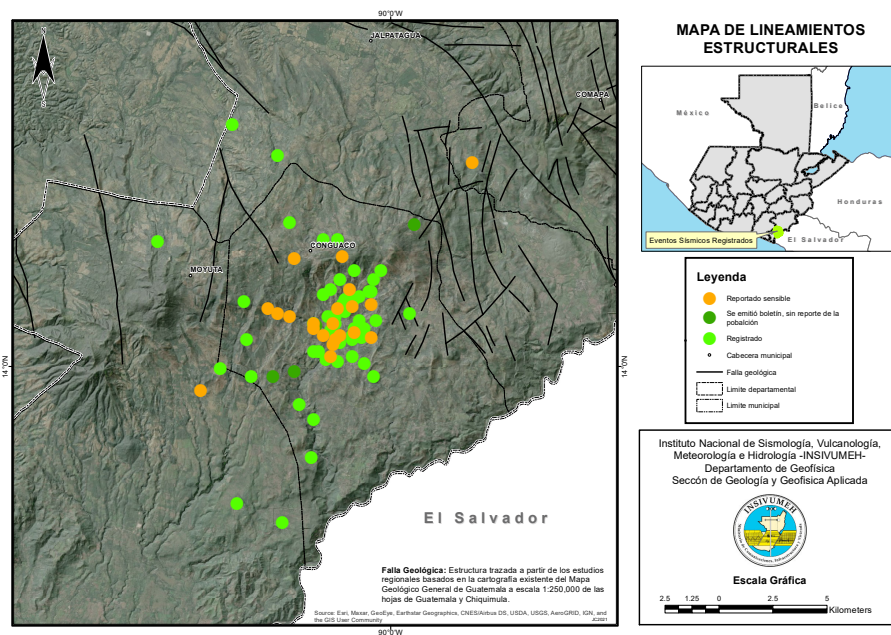 90°0'W
MAPA DE LINEAMIENTOS
ESTRUCTURALES
JALPATAGUA
COMAPA
CONGUACO
MOYUTA
14°0'N
14°0'N
El Salvador
Falla Geológica: Estructura trazada a partir de los estudios
regionales basados en la cartografía existente del Mapa
Geológico General de Guatemala a escala 1:250,000 de las
hojas de Guatemala y Chiquimula.
Source: Esri, Maxar, GeoEye, Earthstar Geographics, CNES/Airbus DS, USDA, USGS, AeroGRID, IGN, and
the GIS User Community
JC2021
90°0'W
México
Belice
Honduras
El Salvador
Eventos Sísmicos Registrados
Leyenda
Reportado sensible
Se emitió boletín, sin reporte de la
pobalción
Registrado
Cabecera municipal
Falla geológica
Limite departamental
Limite municipal
Instituto Nacional de Sismología, Vulcanología,
Meteorología e Hidrología -INSIVUMEH-
Departamento de Geofísica
Seccón de Geología y Geofisica Aplicada
INSIVUMEH
Escala Gráfica
2.5 1.25 0 2.5 5
Kilometers